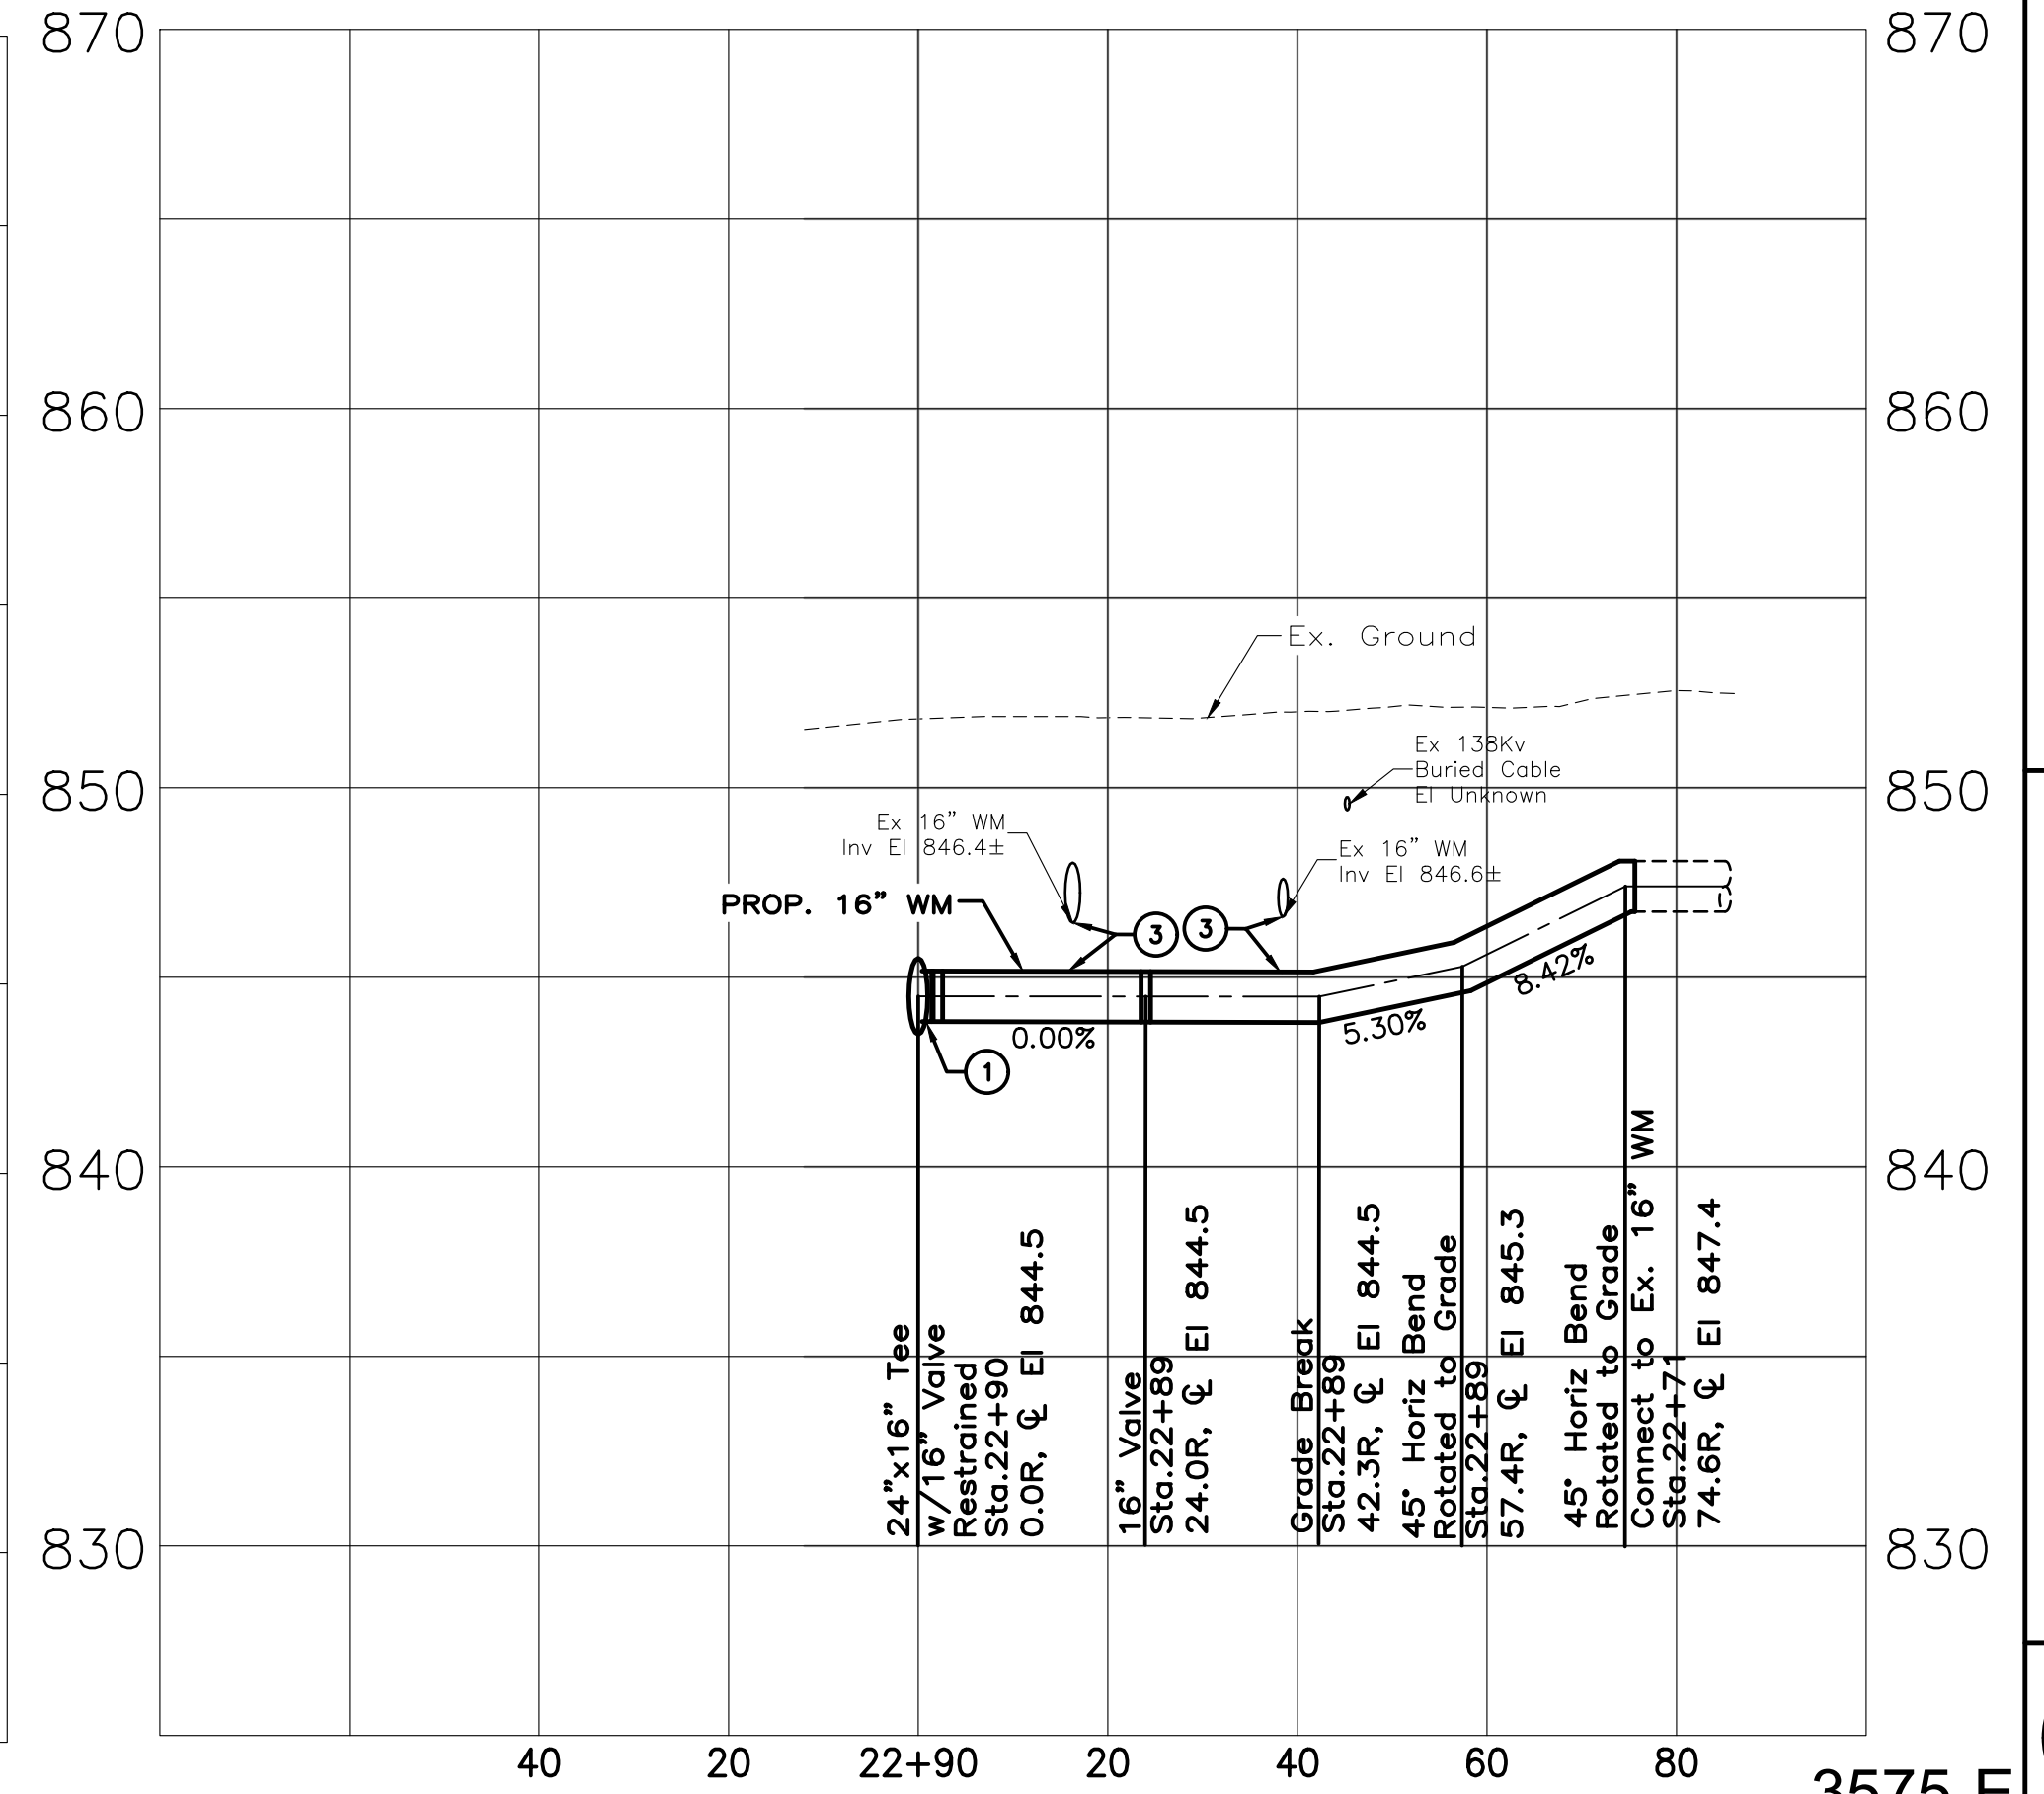 870
870
860
860
Ex. Ground
Ex 138Kv
Buried Cable
El Unknown
850
850
Ex 16” WM
Inv El 846.4±
Ex 16” WM
Inv El 846.6±
PROP. 16” WM
3
3
8.42%
5.30%
0.00%
1
840
840
24”x16” Tee
w/16” Valve
Restrained
Sta.22+90
0.0R, ℄ El 844.5
16” Valve
Sta.22+89
24.0R, ℄ El 844.5
Grade Break
Sta.22+89
42.3R, ℄ El 844.5
45° Horiz Bend
Rotated to Grade
Sta.22+89
57.4R, ℄ El 845.3
45° Horiz Bend
Rotated to Grade
Connect to Ex. 16” WM
Sta.22+71
74.6R, ℄ El 847.4
830
830
40 20 22+90 20 40 60 80